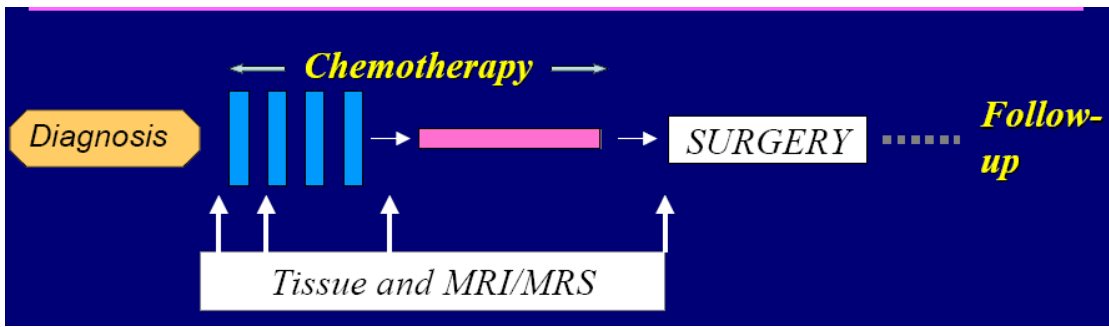 Chemotherapy
Diagnosis
SURGERY
Follow-
up
Tissue and MRI/MRS